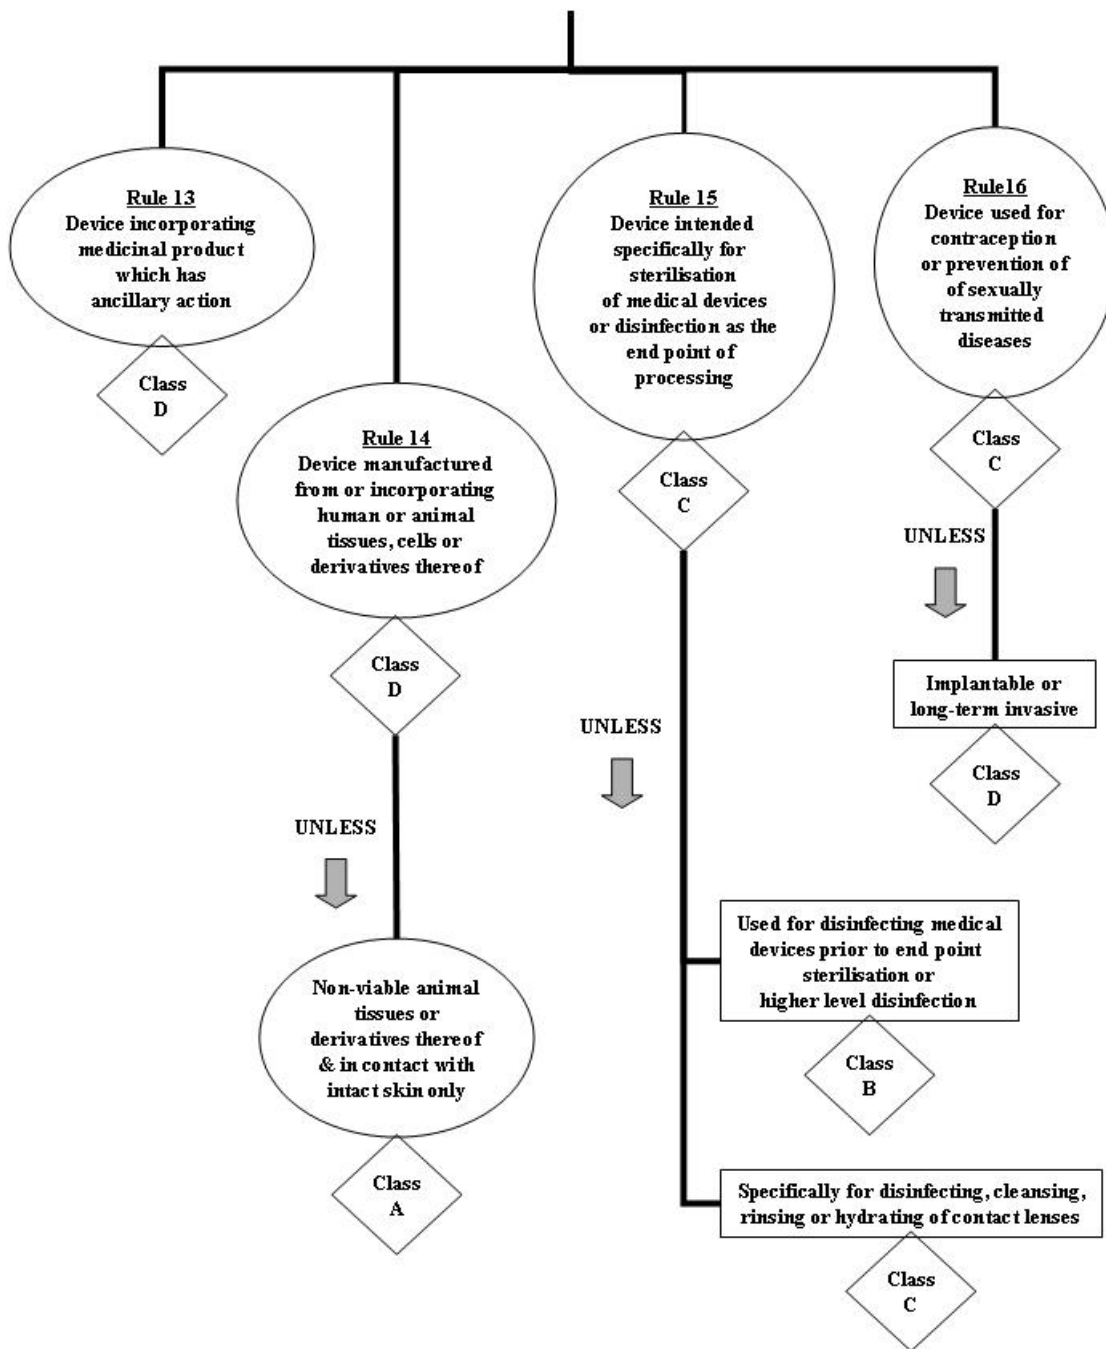 Rule 13
Device incorporating
medicinal product
which has
ancillary action
Class
D
Rule 14
Device manufactured
from or incorporating
human or animal
tissues, cells or
derivatives thereof
Class
D
UNLESS
Non-viable animal
tissues or
derivatives thereof
& in contact with
intact skin only
Class
A
Rule 15
Device intended
specifically for
sterilisation
of medical devices
or disinfection as the
end point of
processing
Class
C
UNLESS
Used for disinfecting medical
devices prior to end point
sterilisation or
higher level disinfection
Class
B
Specifically for disinfecting, cleansing,
rinsing or hydrating of contact lenses
Class
C
Rule16
Device used for
contraception
or prevention of
of sexually
transmitted
diseases
Class
C
UNLESS
Implantable or
long-term invasive
Class
D